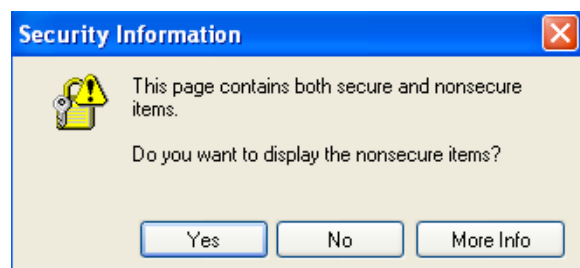 Security Information
This page contains both secure and nonsecure
items.
Do you want to display the nonsecure items?
Yes No More Info